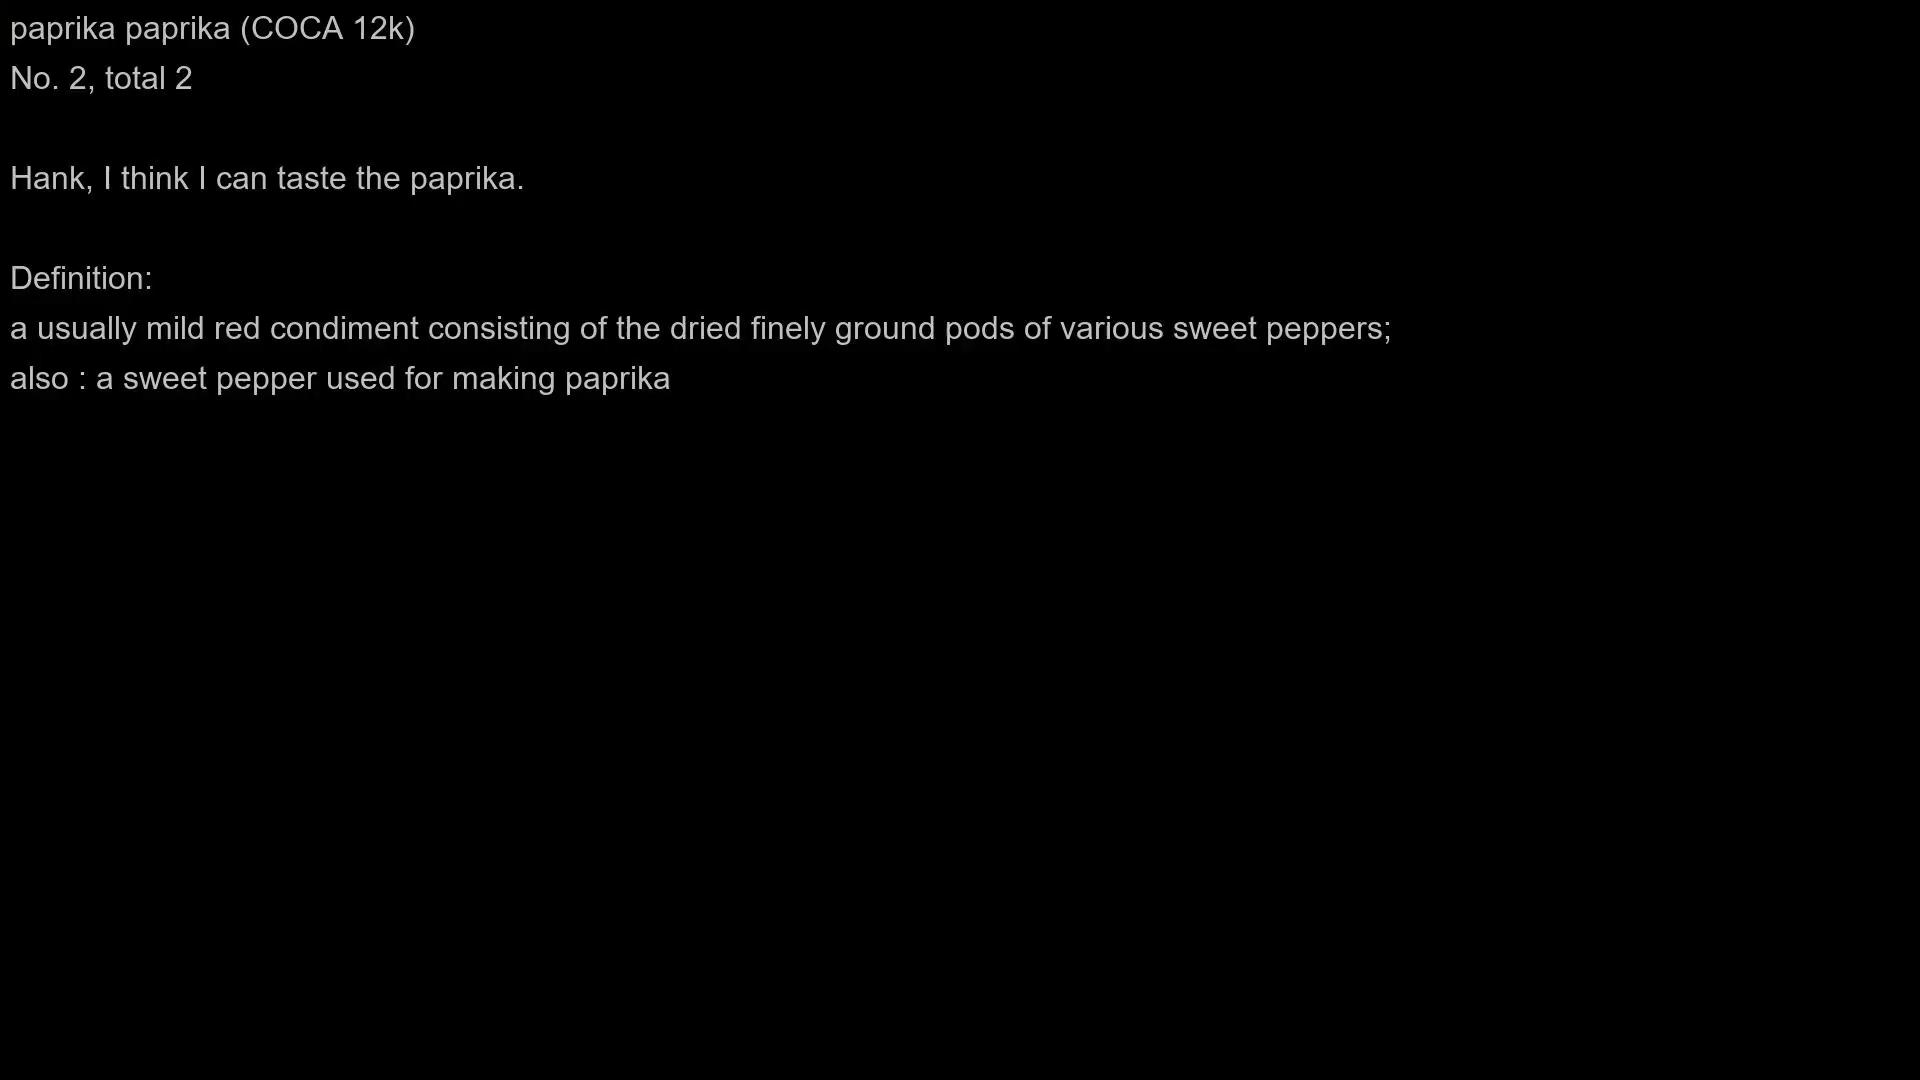 paprika paprika (COCA 12k)
No. 2, total 2
Hank, I think I can taste the paprika.
Definition:
a usually mild red condiment consisting of the dried finely ground pods of various sweet peppers;
also : a sweet pepper used for making paprika